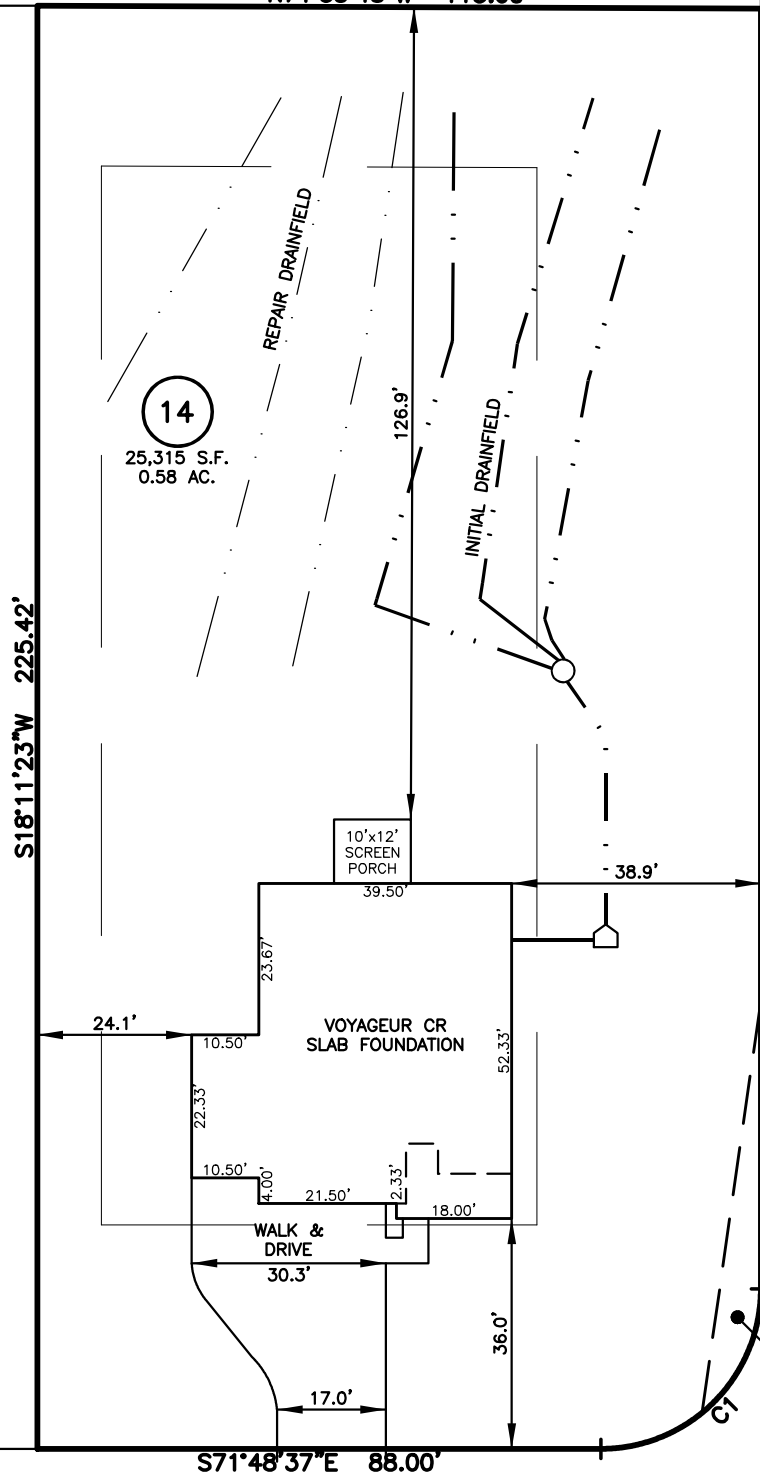 REPAIR DRAINFIELD
126.9'
14
25,315 S.F.
0.58 AC.
INITIAL DRAINFIELD
S18°11'23"W 225.42'
10'x12'
SCREEN
PORCH
39.50'
38.9'
23.67'
24.1'
10.50'
VOYAGEUR CR
SLAB FOUNDATION
52.33'
22.33'
10.50'
4.00'
21.50'
2.33'
18.00'
WALK &
DRIVE
30.3'
36.0'
17.0'
C1
S71°48'37"E 88.00'